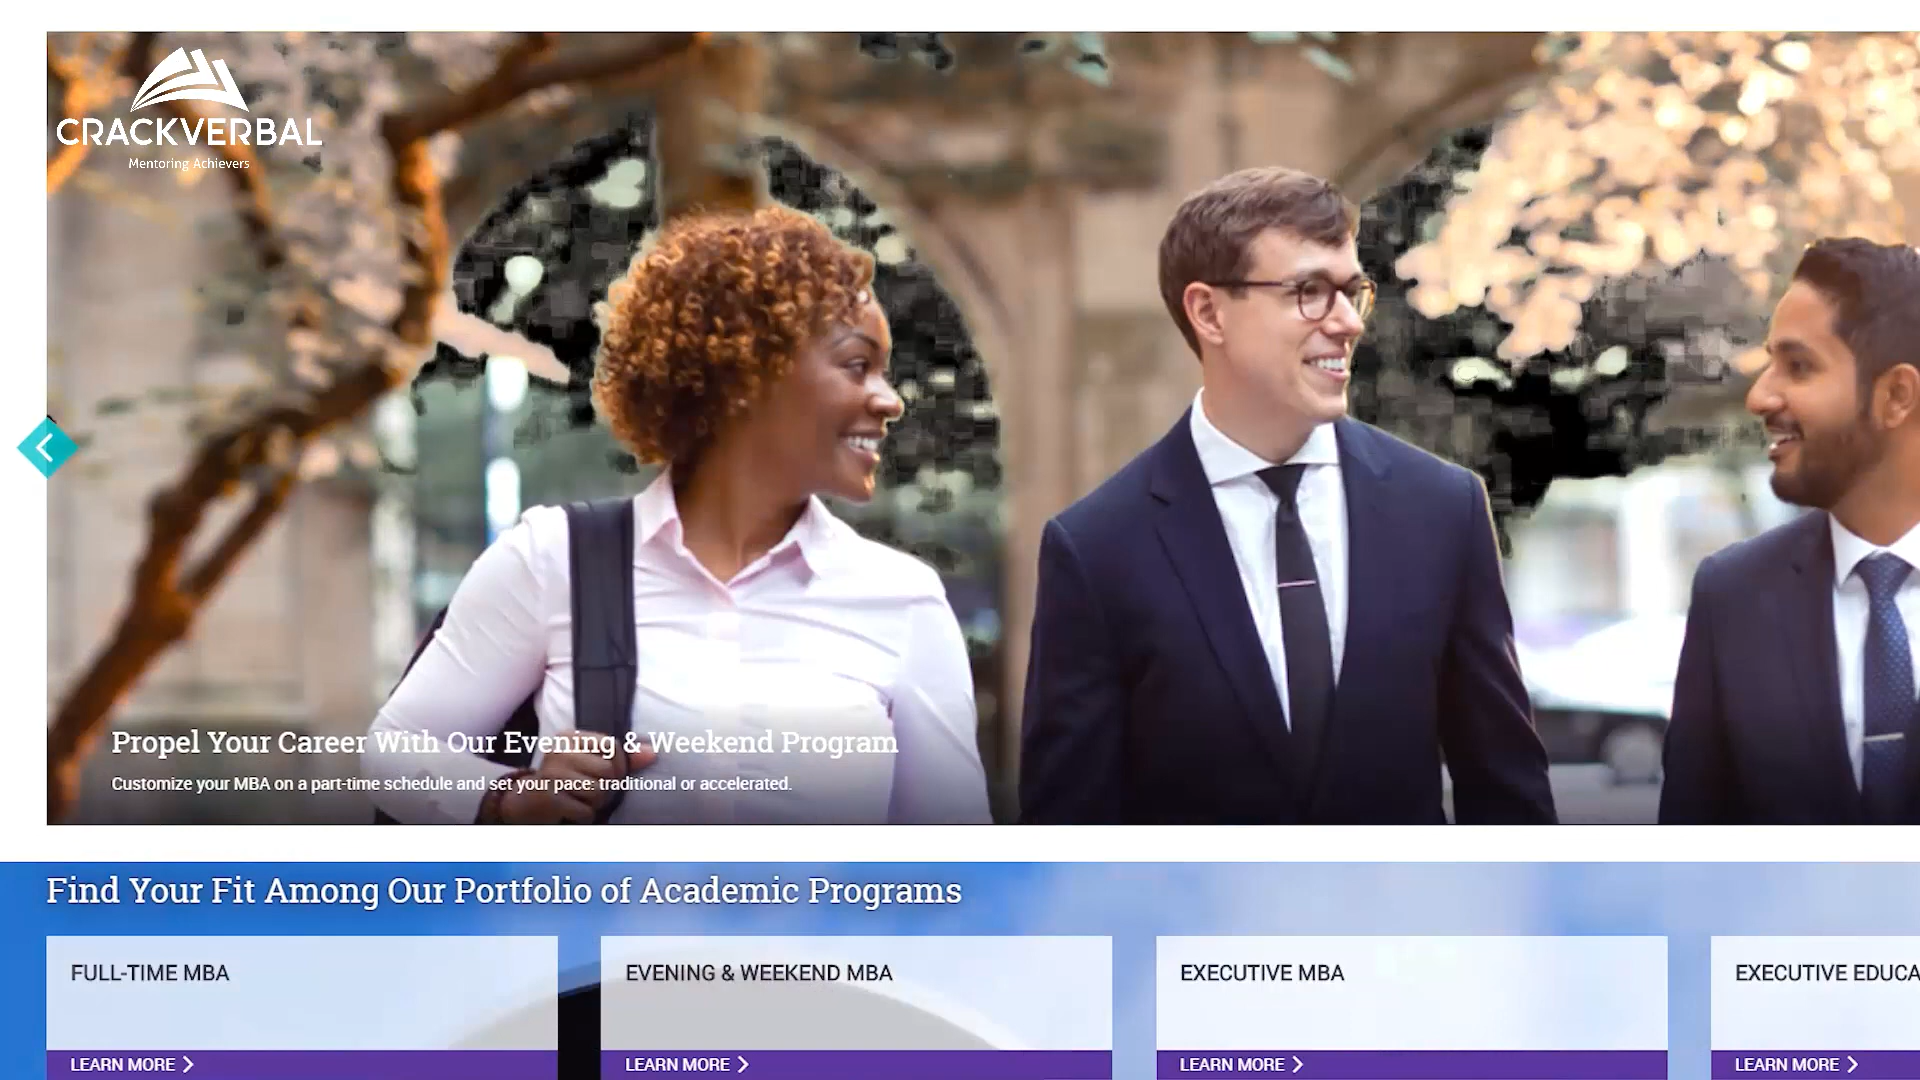 CRACKVERBAL
Mentoring Achievers
Propel Your Career With Our Evening & Weekend Program
Customize your MBA on a part-time schedule and set your pace: traditional or accelerated.
Find Your Fit Among Our Portfolio of Academic Programs
FULL-TIME MBA
LEARN MORE
EVENING & WEEKEND MBA
LEARN MORE
EXECUTIVE MBA
LEARN MORE
EXECUTIVE EDUCA
LEARN MORE